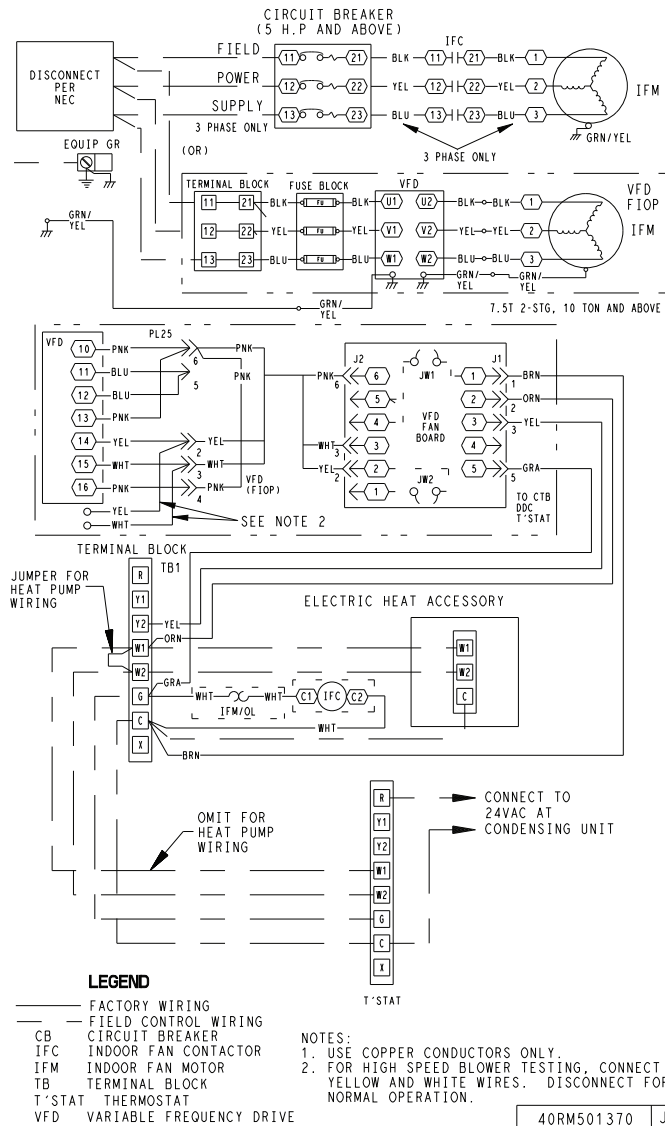 CIRCUIT BREAKER
(5 H.P AND ABOVE)
DISCONNECT
PER
NEC
FIELD 11 21 BLK 11 21 BLK 1
IFC
POWER 12 22 YEL 12 22 YEL 2
IFM
SUPPLY 13 23 BLU 13 23 BLU 3
3 PHASE ONLY
3 PHASE ONLY
GRN/YEL
EQUIP GR
(OR)
TERMINAL BLOCK FUSE BLOCK VFD
VFD
FIOP
IFM
11 21 BLK FU BLK U1 U2 BLK BLK 1
12 22 YEL FU YEL V1 V2 YEL YEL 2
13 23 BLU FU BLU W1 W2 BLU BLU 3
GRN/
YEL
GRN/
YEL
GRN/
YEL
GRN/
YEL
7.5T 2-STG, 10 TON AND ABOVE
VFD PL25
10 PNK 6 PNK
11 BLU 5 PNK
12 BLU
13 PNK
14 YEL 2 YEL
15 WHT 3 WHT
16 PNK 4
VFD
(FIOP)
YEL
WHT
SEE NOTE 2
J2 JW1 J1
PNK 6 6 1 1 BRN
5 2 2 ORN
4 3 3 YEL
VFD
FAN
BOARD
WHT 3 3 4
YEL 2 2 5 5 GRA
1 JW2
TO CTB
DDC
T'STAT
TERMINAL BLOCK
TB1
JUMPER FOR
HEAT PUMP
WIRING
R
Y1
Y2 YEL
W1 ORN
W2
G GRA
C
X
BRN
WHT WHT C1 IFC C2
IFM/OL
WHT
ELECTRIC HEAT ACCESSORY
W1
W2
C
OMIT FOR
HEAT PUMP
WIRING
R
Y1
Y2
W1
W2
G
C
X
T'STAT
CONNECT TO
24VAC AT
CONDENSING UNIT
LEGEND
FACTORY WIRING
FIELD CONTROL WIRING
CB CIRCUIT BREAKER
IFC INDOOR FAN CONTACTOR
IFM INDOOR FAN MOTOR
TB TERMINAL BLOCK
T'STAT THERMOSTAT
VFD VARIABLE FREQUENCY DRIVE
NOTES:
1. USE COPPER CONDUCTORS ONLY.
2. FOR HIGH SPEED BLOWER TESTING, CONNECT
YELLOW AND WHITE WIRES. DISCONNECT FOR
NORMAL OPERATION.
40RM501370 J